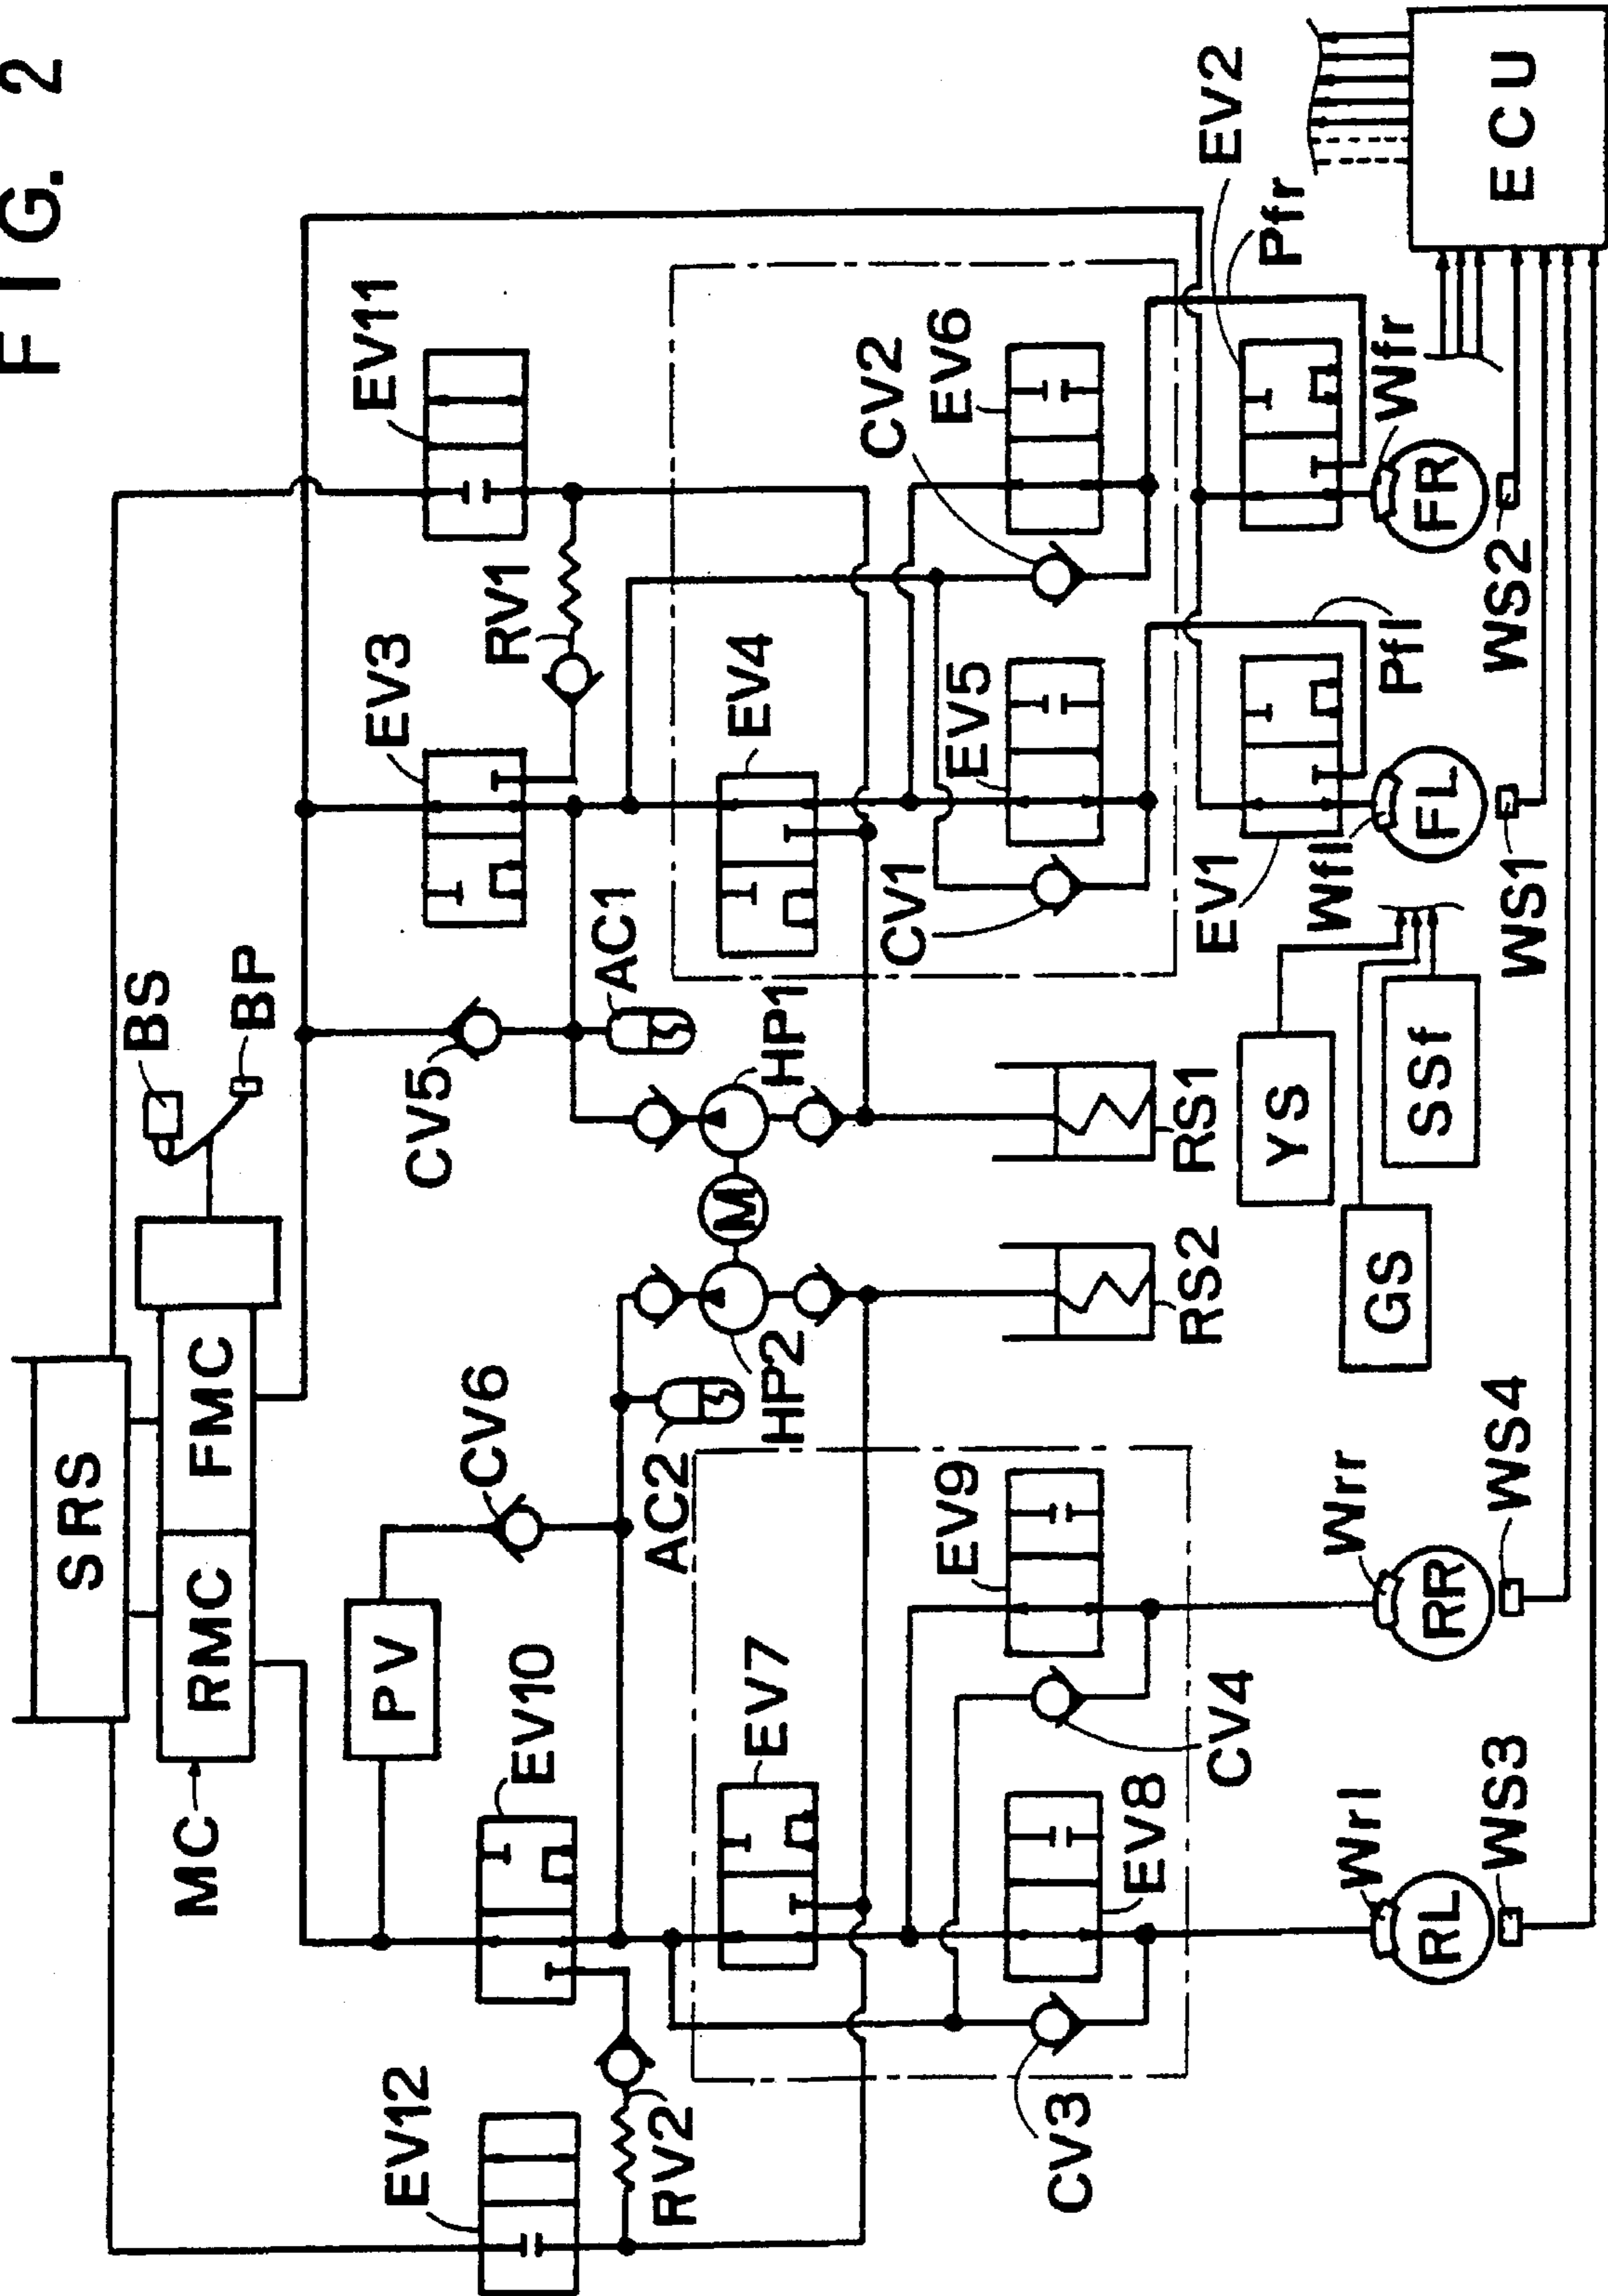 FIG. 2
SRS
RMC
FMC
MC
BS
BP
PV
CV6
CV5
EV12
EV10
EV3
EV11
RV2
RV1
AC2
AC1
HP2
M
HP1
EV7
EV4
EV9
EV8
CV3
CV4
EV5
EV6
CV1
CV2
RS2
RS1
EV1
EV2
Pfl
Pfr
YS
GS
SSf
Wrl
Wrr
Wfl
Wfr
RL
RR
FL
FR
WS3
WS4
WS1
WS2
ECU